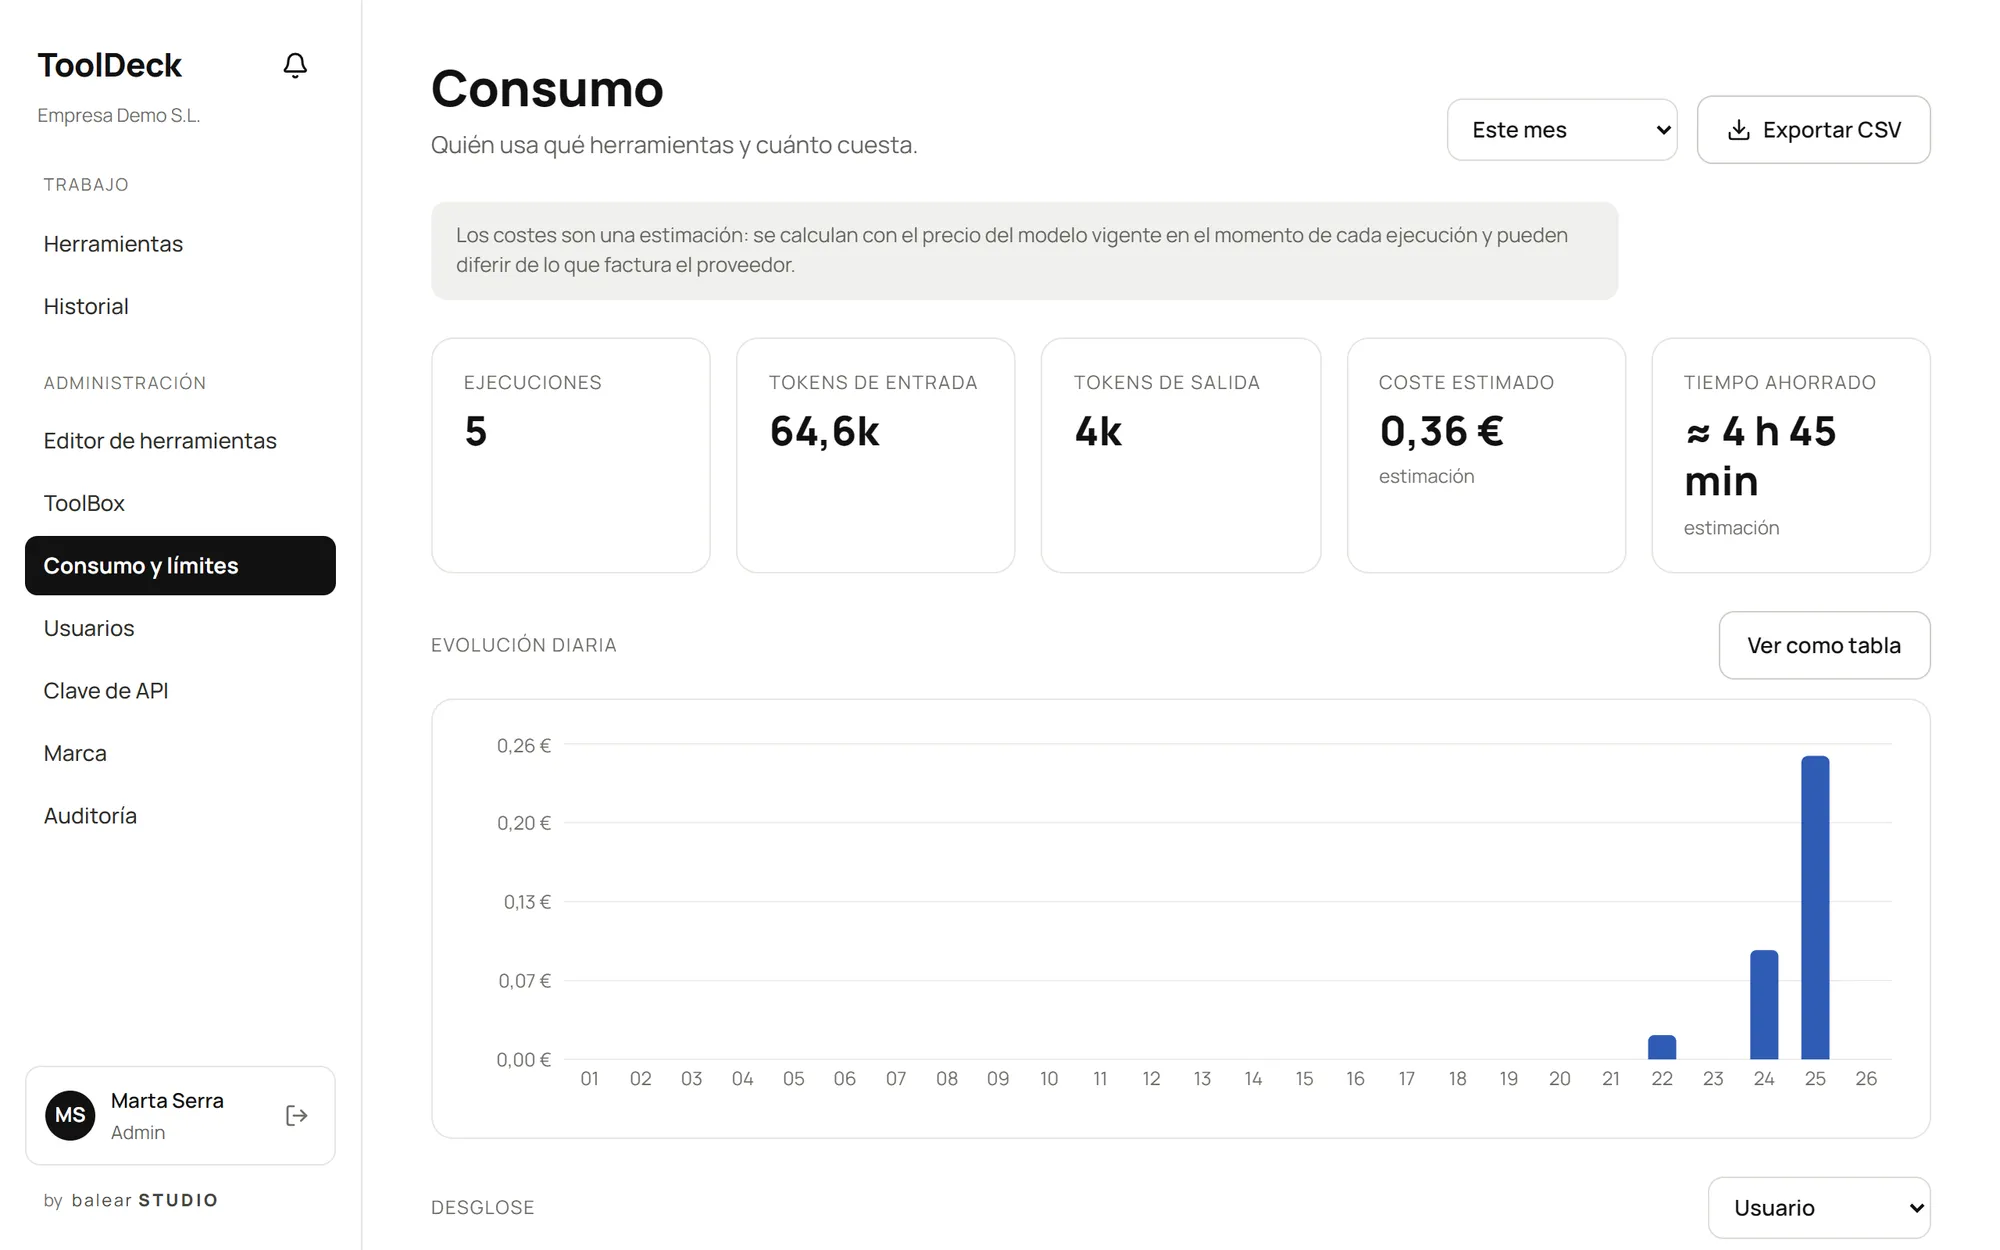 ToolDeck
Empresa Demo S.L.
TRABAJO
Herramientas
Historial
ADMINISTRACIÓN
Editor de herramientas
ToolBox
Consumo y límites
Usuarios
Clave de API
Marca
Auditoría
MS
Marta Serra
Admin
by balear STUDIO
Consumo
Quién usa qué herramientas y cuánto cuesta.
Este mes
Exportar CSV
Los costes son una estimación: se calculan con el precio del modelo vigente en el momento de cada ejecución y pueden
diferir de lo que factura el proveedor.
EJECUCIONES
5
TOKENS DE ENTRADA
64,6k
TOKENS DE SALIDA
4k
COSTE ESTIMADO
0,36 €
estimación
TIEMPO AHORRADO
≈ 4 h 45
min
estimación
EVOLUCIÓN DIARIA
Ver como tabla
0,26 €
0,20 €
0,13 €
0,07 €
0,00 €
01 02 03 04 05 06 07 08 09 10 11 12 13 14 15 16 17 18 19 20 21 22 23 24 25 26
DESGLOSE
Usuario